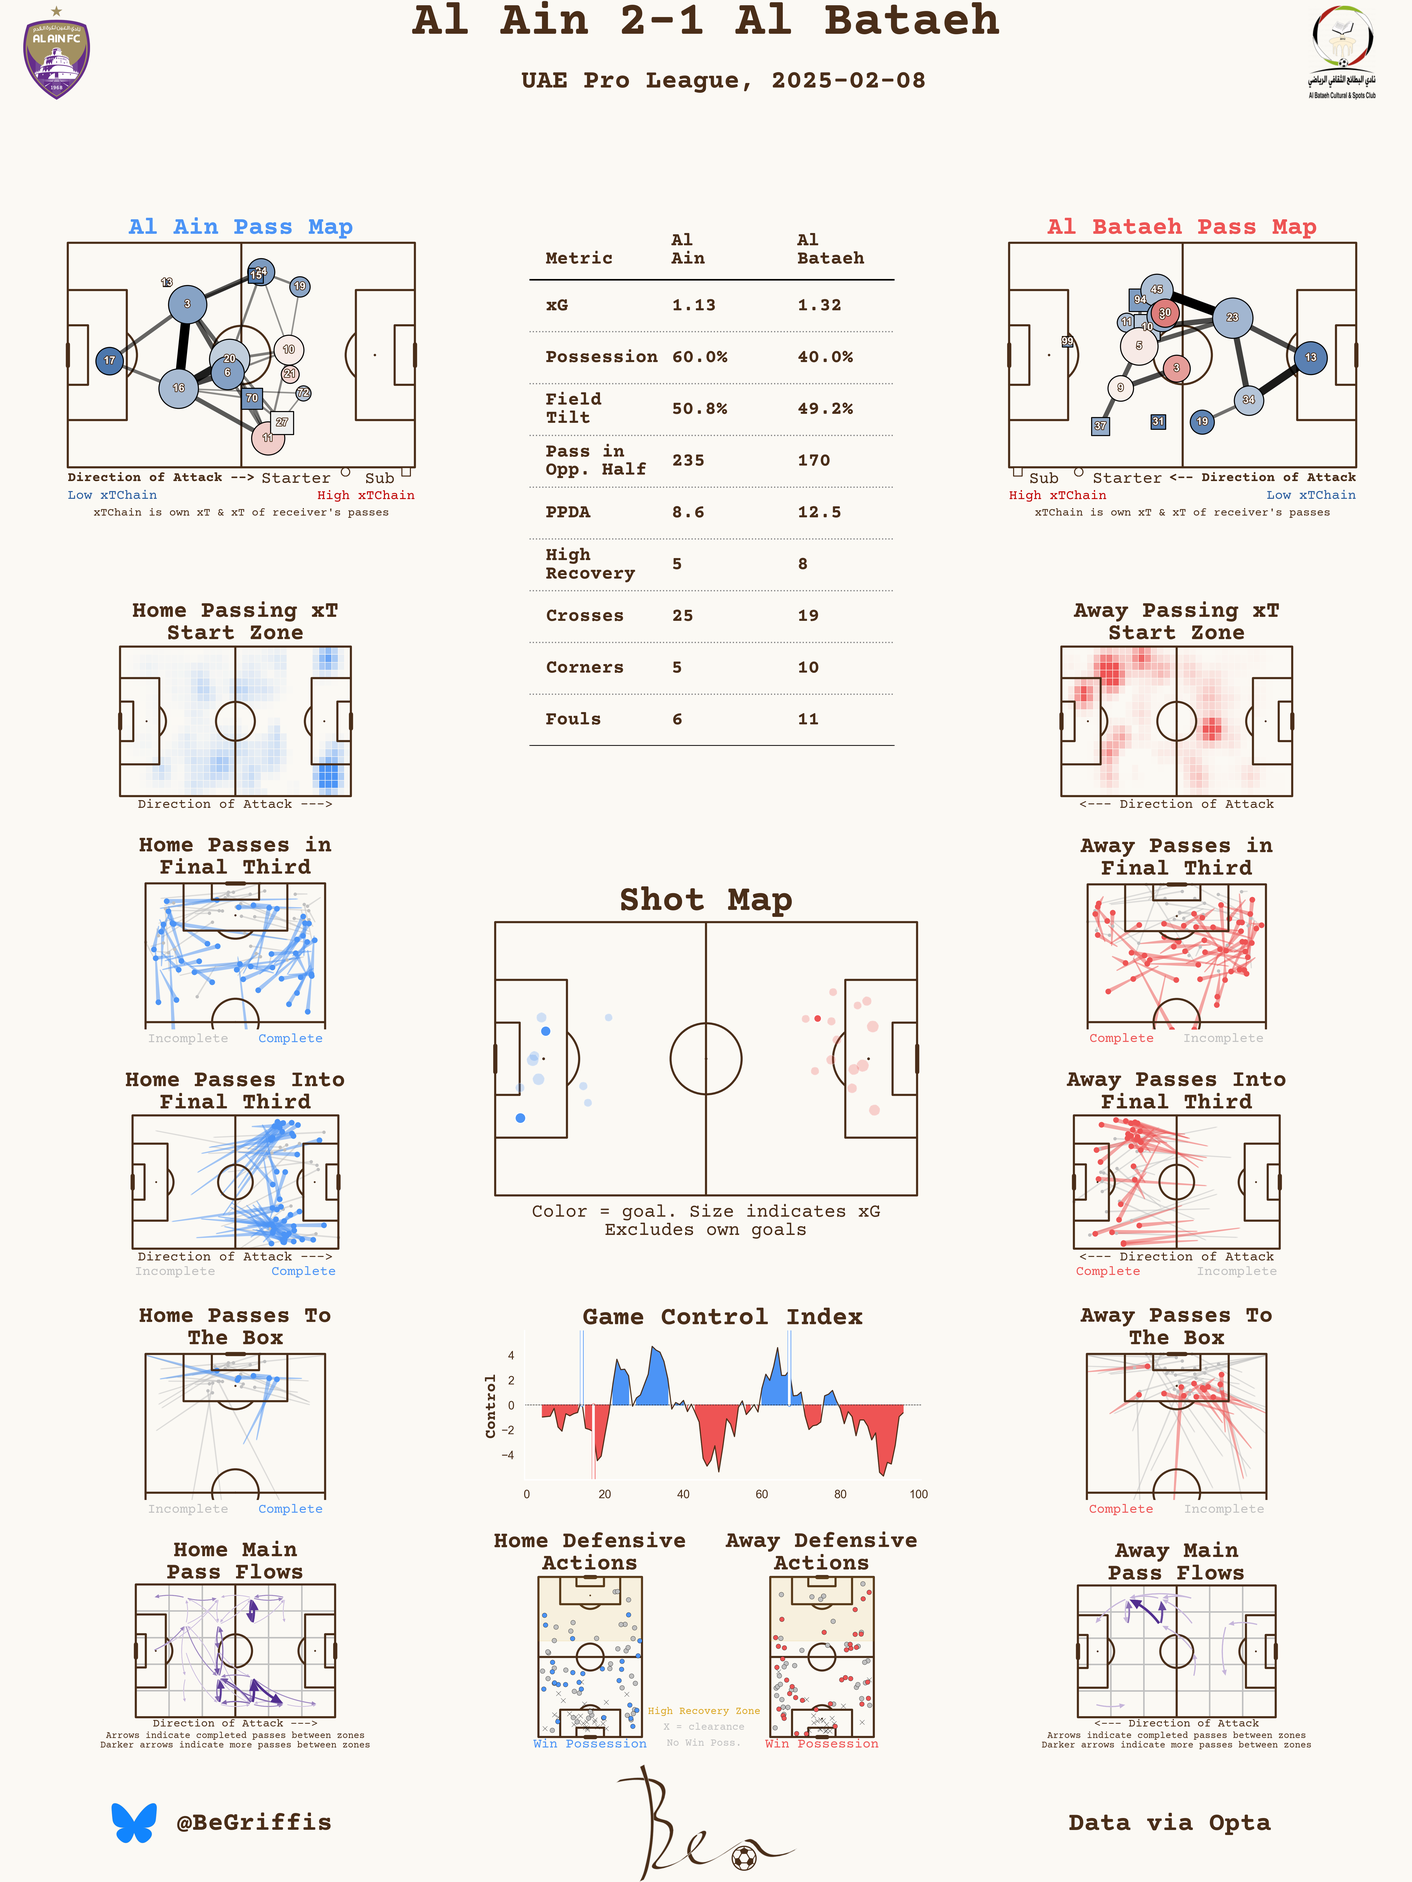 Al Ain 2-1 Al Bataeh
UAE Pro League, 2025-02-08
AL AIN FC
1968
نادي البطائح الثقافي الرياضي
Al Bataeh Cultural & Spots Club
Al Ain Pass Map
13
24
15
19
3
17
20
10
6
21
16
72
70
27
11
Direction of Attack --> Starter Sub
Low xTChain High xTChain
xTChain is own xT & xT of receiver's passes
Metric Al Ain Al Bataeh
xG 1.13 1.32
Possession 60.0% 40.0%
Field Tilt 50.8% 49.2%
Pass in Opp. Half 235 170
PPDA 8.6 12.5
High Recovery 5 8
Crosses 25 19
Corners 5 10
Fouls 6 11
Al Bataeh Pass Map
45
94
30
11
10
23
99
5
13
3
9
34
37
31
19
Sub Starter <-- Direction of Attack
High xTChain Low xTChain
xTChain is own xT & xT of receiver's passes
Home Passing xT
Start Zone
Direction of Attack --->
Away Passing xT
Start Zone
<--- Direction of Attack
Home Passes in
Final Third
Incomplete Complete
Shot Map
Color = goal. Size indicates xG
Excludes own goals
Away Passes in
Final Third
Complete Incomplete
Home Passes Into
Final Third
Direction of Attack --->
Incomplete Complete
Away Passes Into
Final Third
<--- Direction of Attack
Complete Incomplete
Home Passes To
The Box
Incomplete Complete
Game Control Index
Control
4
2
0
−2
−4
0 20 40 60 80 100
Away Passes To
The Box
Complete Incomplete
Home Main
Pass Flows
Direction of Attack --->
Arrows indicate completed passes between zones
Darker arrows indicate more passes between zones
Home Defensive
Actions
Win Possession
High Recovery Zone
X = clearance
No Win Poss.
Away Defensive
Actions
Win Possession
Away Main
Pass Flows
<--- Direction of Attack
Arrows indicate completed passes between zones
Darker arrows indicate more passes between zones
@BeGriffis
Ben
Data via Opta